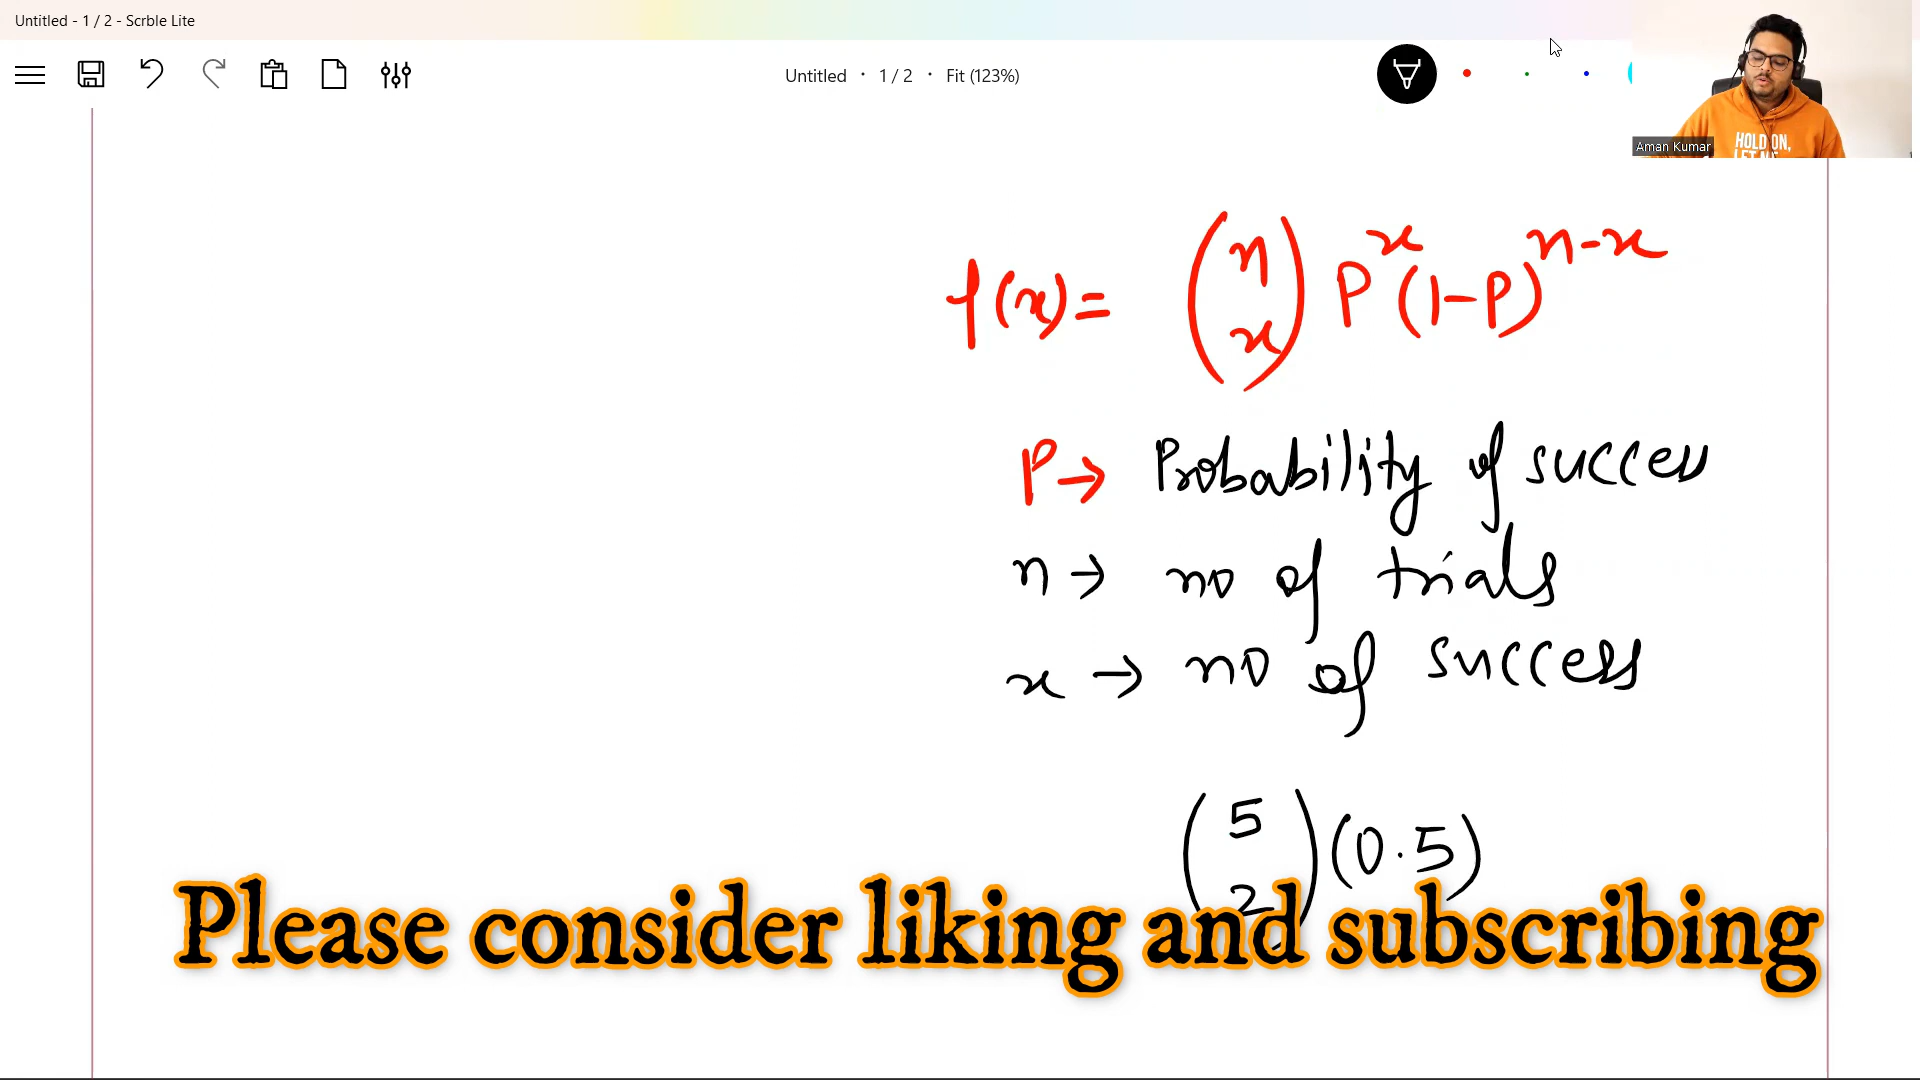 Untitled - 1 / 2 - Scrble Lite
Untitled • 1 / 2 • Fit (123%)
HOLD ON,
Aman Kumar
f(x) = (n x) P^x (1-P)^n-x
P → Probability of success
n → no of trials
x → no of success
(5 2) (0.5)
Please consider liking and subscribing